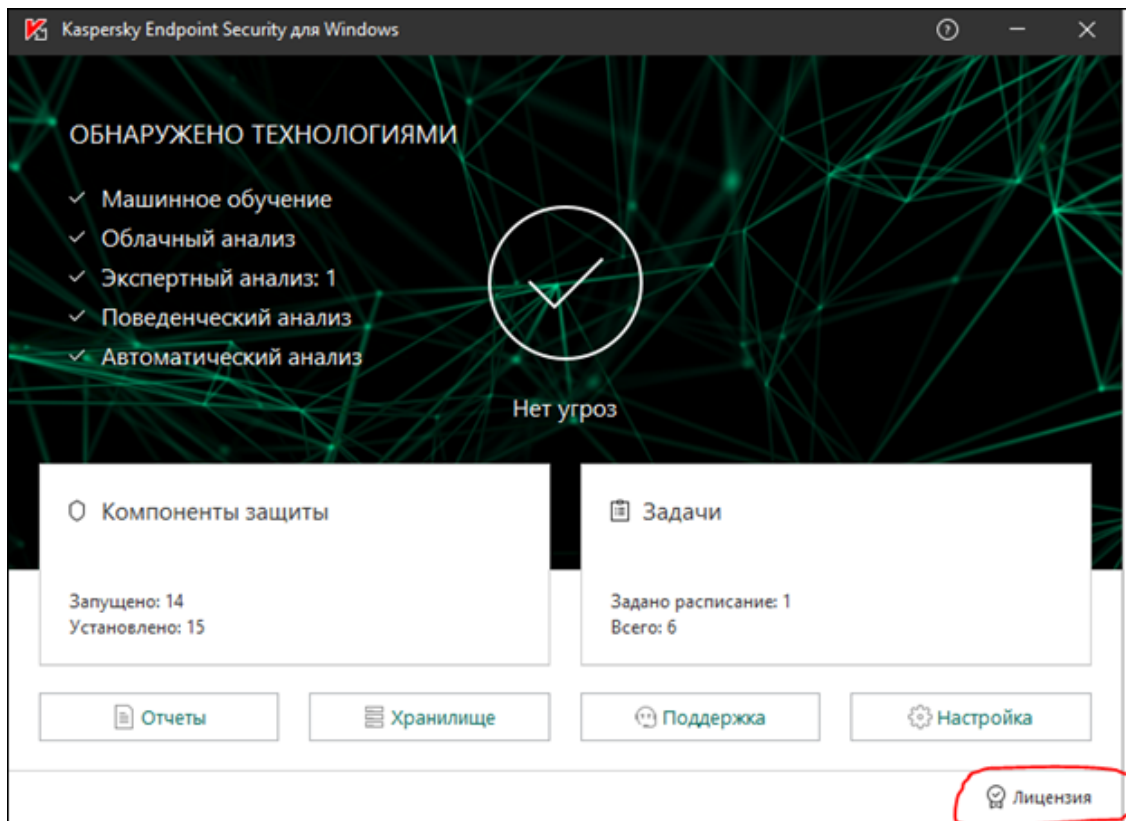 Kaspersky Endpoint Security для Windows
ОБНАРУЖЕНО ТЕХНОЛОГИЯМИ
Машинное обучение
Облачный анализ
Экспертный анализ: 1
Поведенческий анализ
Автоматический анализ
Нет угроз
Компоненты защиты
Запущено: 14
Установлено: 15
Задачи
Задано расписание: 1
Всего: 6
Отчеты
Хранилище
Поддержка
Настройка
Лицензия